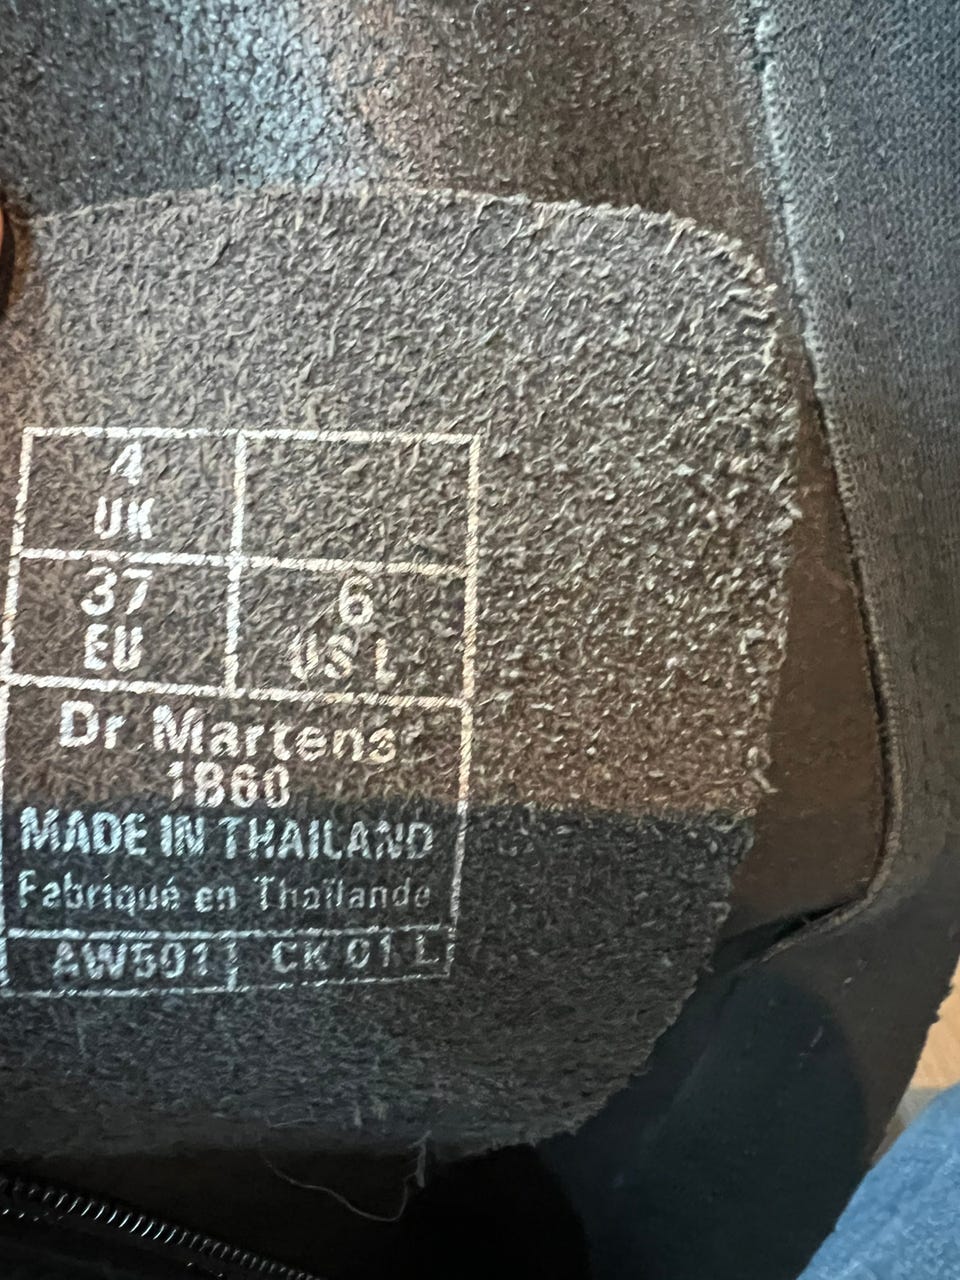 4
UK
37
EU
6
US L
Dr. Martens
1860
MADE IN THAILAND
Fabriqué en Thaïlande
AW501 CK 01 L